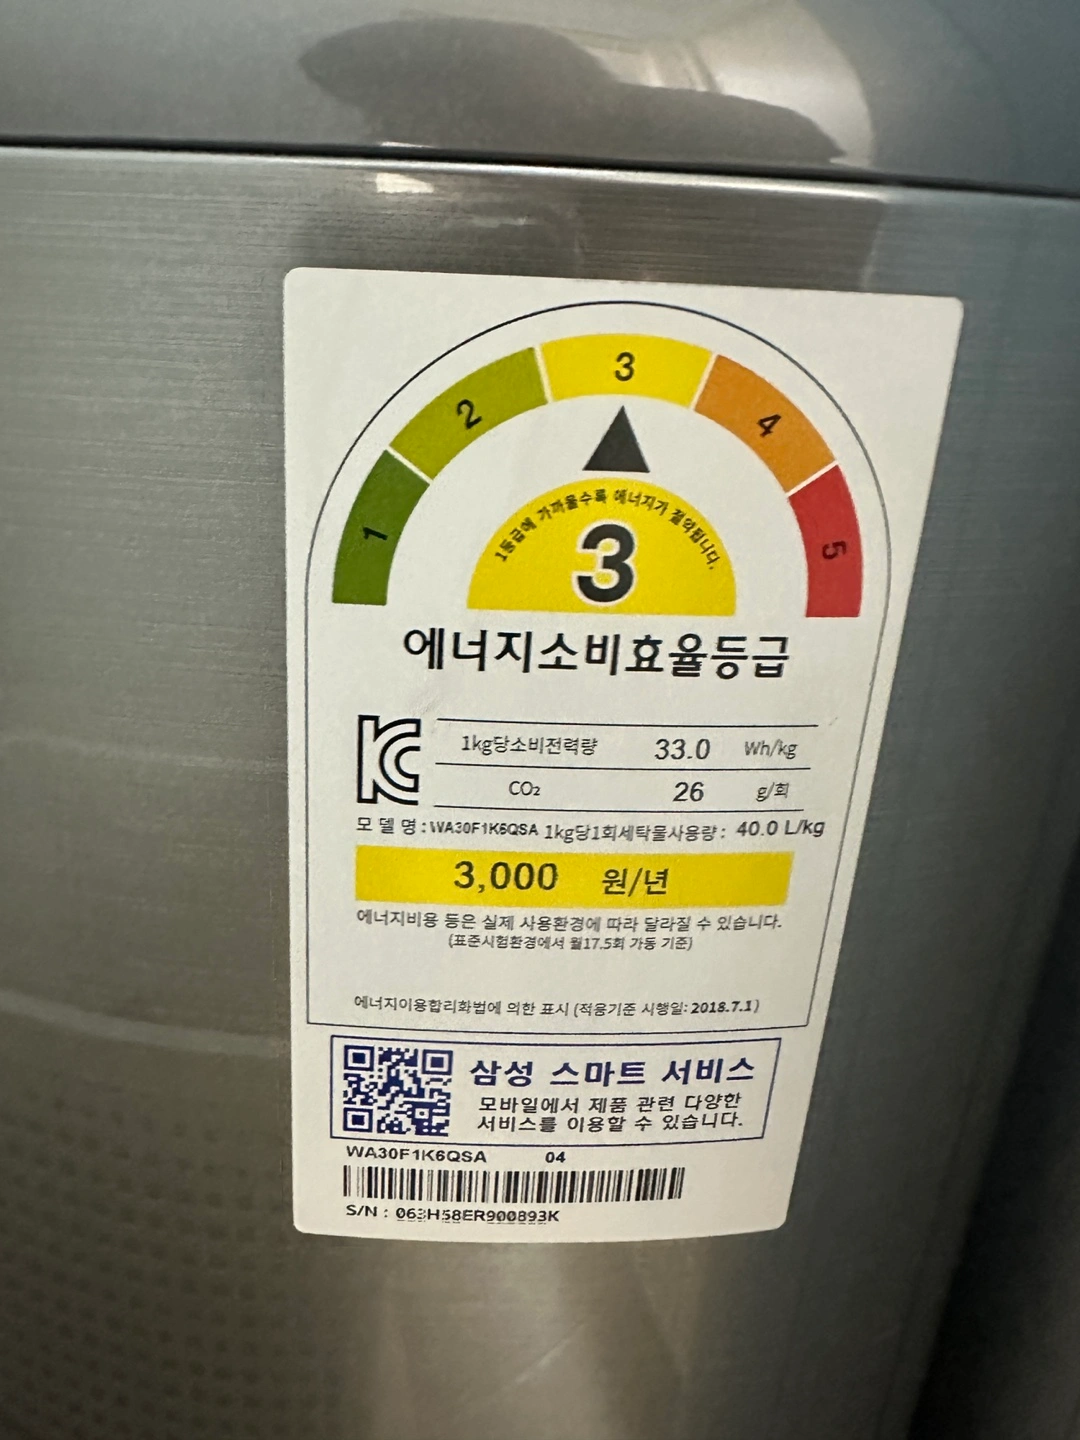 1 2 3 4 5
1등급에 가까울수록 에너지가 절약됩니다.
3
에너지소비효율등급
1kg당소비전력량 33.0 Wh/kg
CO₂ 26 g/회
모 델 명 : WA30F1K6QSA 1kg당1회세탁물사용량 : 40.0 L/kg
3,000 원/년
에너지비용 등은 실제 사용환경에 따라 달라질 수 있습니다.
(표준시험환경에서 월17.5회 가동 기준)
에너지이용합리화법에 의한 표시 (적용기준 시행일: 2018.7.1)
삼성 스마트 서비스
모바일에서 제품 관련 다양한
서비스를 이용할 수 있습니다.
WA30F1K6QSA 04
S/N : 063H58ER900893K